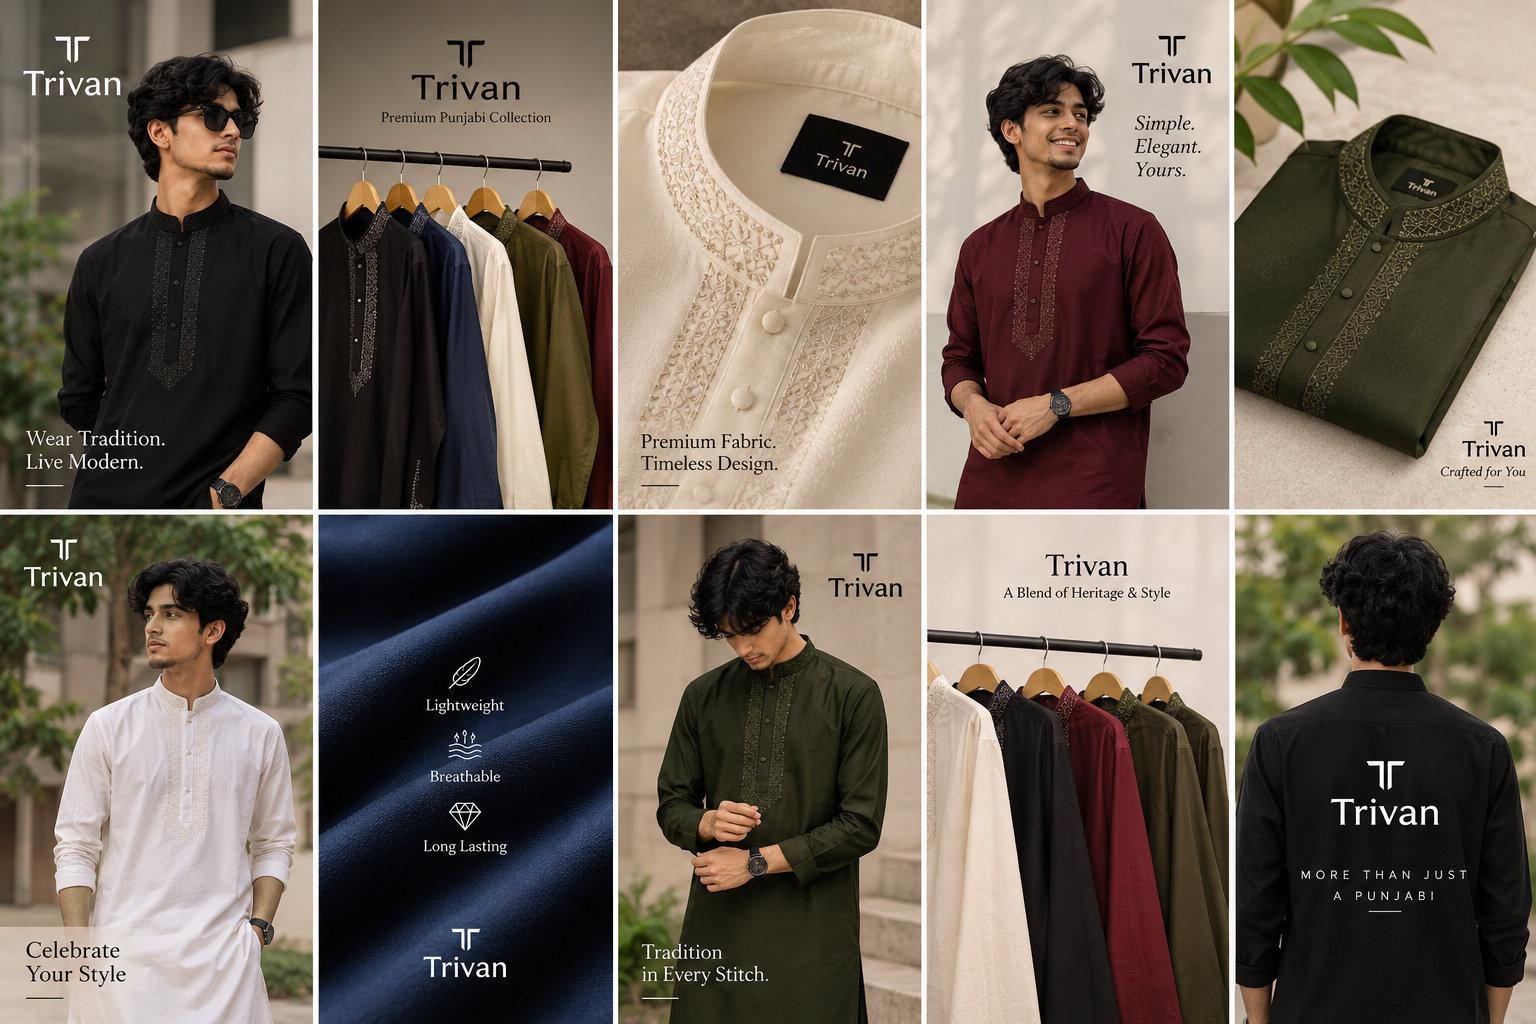 Trivan
Wear Tradition.
Live Modern.
Trivan
Premium Punjabi Collection
Trivan
Premium Fabric.
Timeless Design.
Trivan
Simple.
Elegant.
Yours.
Trivan
Trivan
Crafted for You
Trivan
Celebrate
Your Style
Lightweight
Breathable
Long Lasting
Trivan
Trivan
Tradition
in Every Stitch.
Trivan
A Blend of Heritage & Style
Trivan
MORE THAN JUST
A PUNJABI